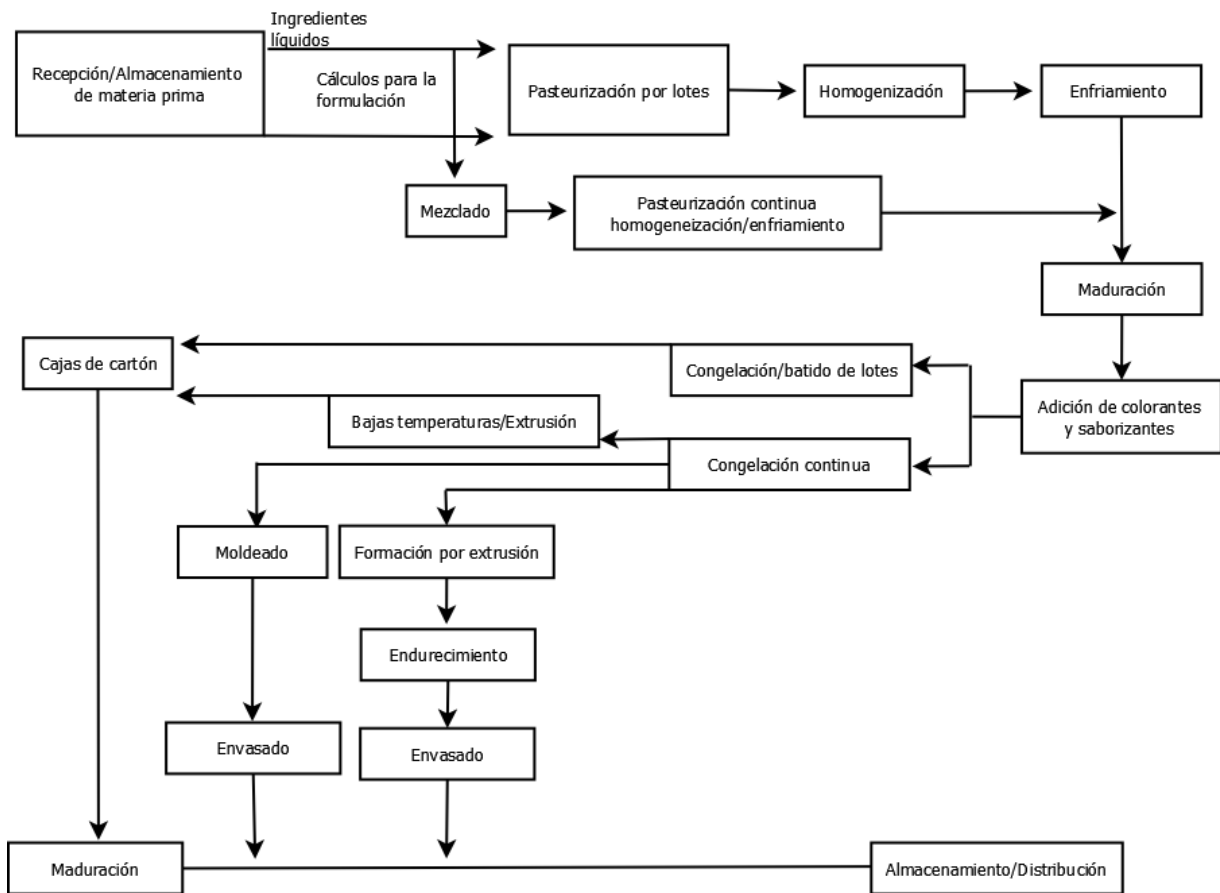 Ingredientes
líquidos
Recepción/Almacenamiento
de materia prima
Cálculos para la
formulación
Pasteurización por lotes
Homogenización
Enfriamiento
Mezclado
Pasteurización continua
homogeneización/enfriamiento
Maduración
Cajas de cartón
Congelación/batido de lotes
Adición de colorantes
y saborizantes
Bajas temperaturas/Extrusión
Congelación continua
Moldeado
Formación por extrusión
Endurecimiento
Envasado
Envasado
Maduración
Almacenamiento/Distribución